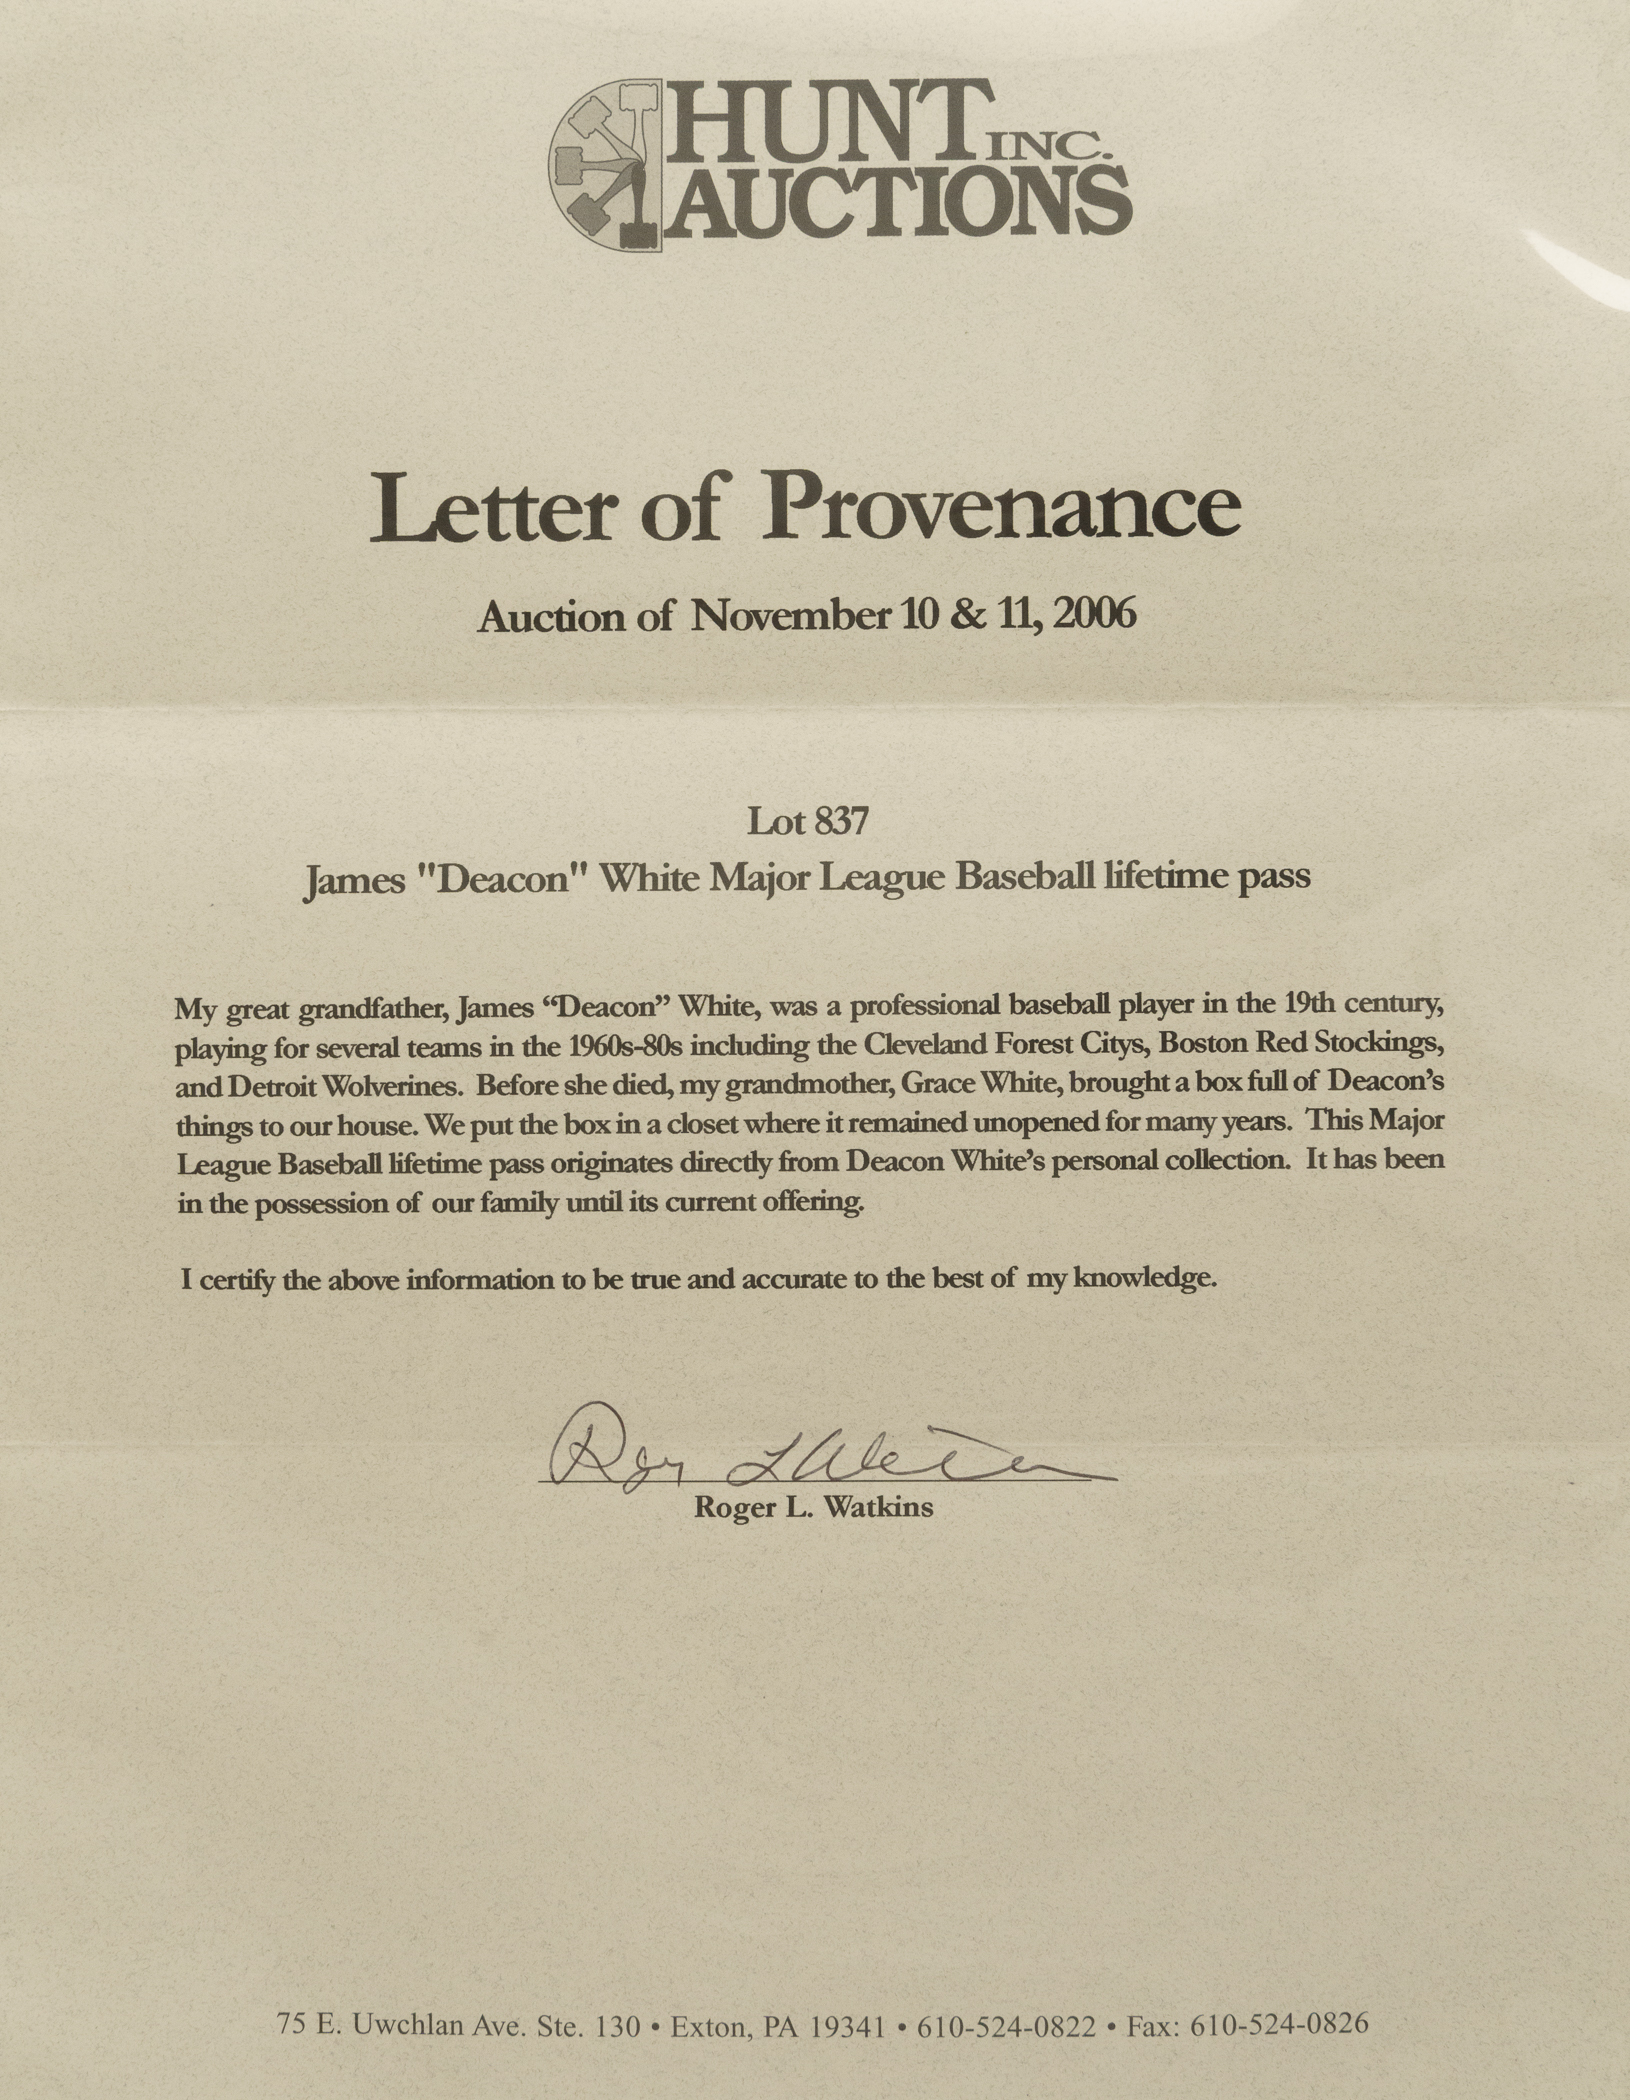 HUNT INC.
AUCTIONS
Letter of Provenance
Auction of November 10 & 11, 2006
Lot 837
James "Deacon" White Major League Baseball lifetime pass
My great grandfather, James “Deacon” White, was a professional baseball player in the 19th century,
playing for several teams in the 1960s-80s including the Cleveland Forest Citys, Boston Red Stockings,
and Detroit Wolverines. Before she died, my grandmother, Grace White, brought a box full of Deacon’s
things to our house. We put the box in a closet where it remained unopened for many years. This Major
League Baseball lifetime pass originates directly from Deacon White’s personal collection. It has been
in the possession of our family until its current offering.
I certify the above information to be true and accurate to the best of my knowledge.
Roger L. Watkins
75 E. Uwchlan Ave. Ste. 130 • Exton, PA 19341 • 610-524-0822 • Fax: 610-524-0826